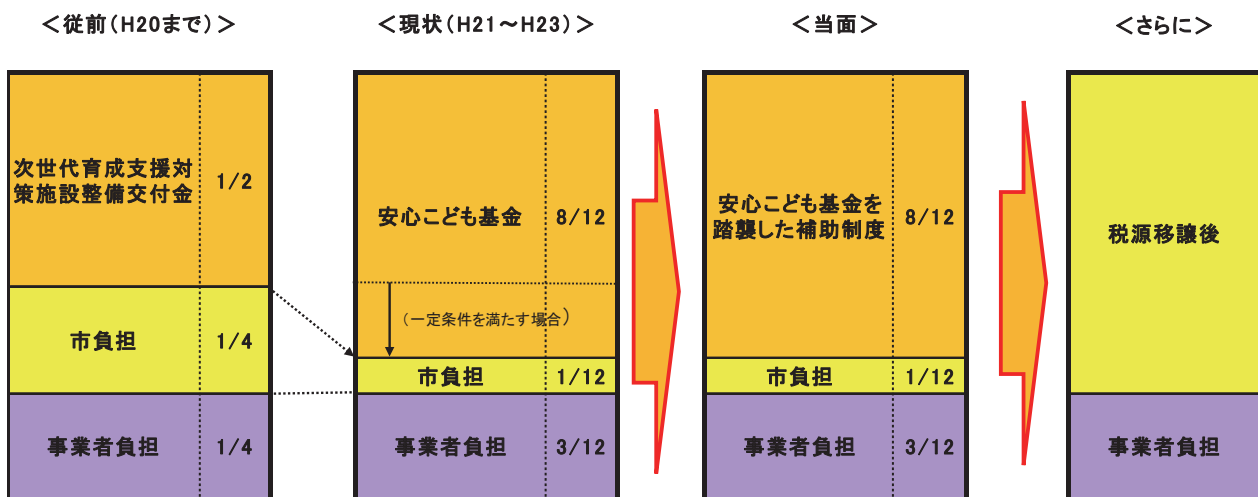 ＜従前（H20まで）＞
次世代育成支援対
策施設整備交付金
1/2
市負担
1/4
事業者負担
1/4
＜現状（H21～H23）＞
安心こども基金
8/12
（一定条件を満たす場合）
市負担
1/12
事業者負担
3/12
＜当面＞
安心こども基金を
踏襲した補助制度
8/12
市負担
1/12
事業者負担
3/12
＜さらに＞
税源移譲後
事業者負担